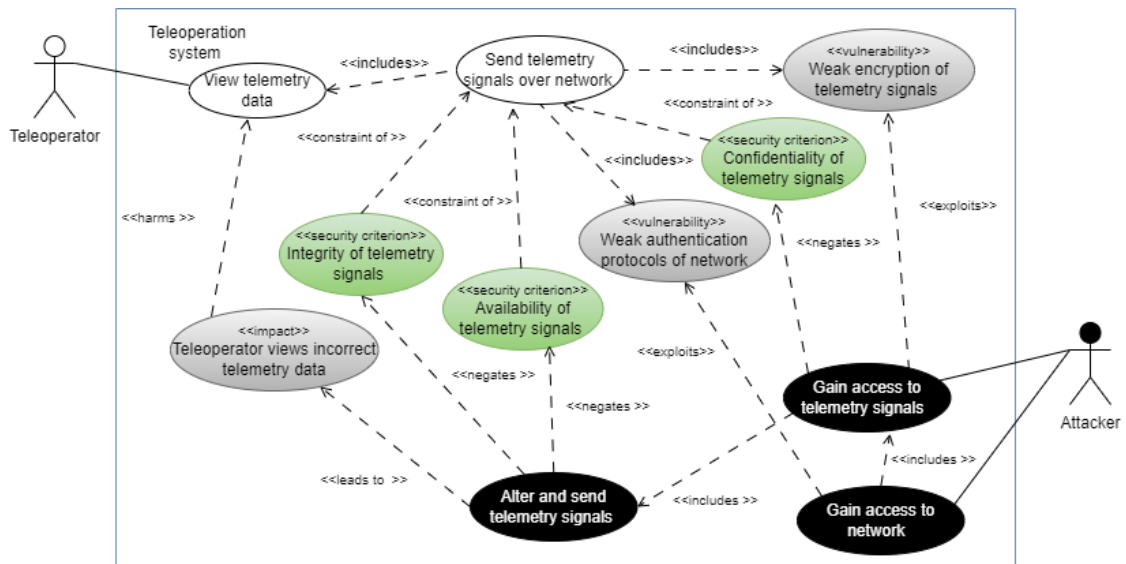 Teleoperation
system
Teleoperator
View telemetry
data
<<includes>>
Send telemetry
signals over network
<<includes>>
<<vulnerability>>
Weak encryption of
telemetry signals
<<constraint of >>
<<constraint of >>
<<security criterion>>
Confidentiality of
telemetry signals
<<includes>>
<<harms >>
<<constraint of >>
<<exploits>>
<<security criterion>>
Integrity of telemetry
signals
<<vulnerability>>
Weak authentication
protocols of network
<<negates >>
<<security criterion>>
Availability of
telemetry signals
<<impact>>
Teleoperator views incorrect
telemetry data
<<exploits>>
<<negates >>
<<negates >>
Gain access to
telemetry signals
Attacker
<<includes >>
<<leads to >>
Alter and send
telemetry signals
<<includes >>
Gain access to
network